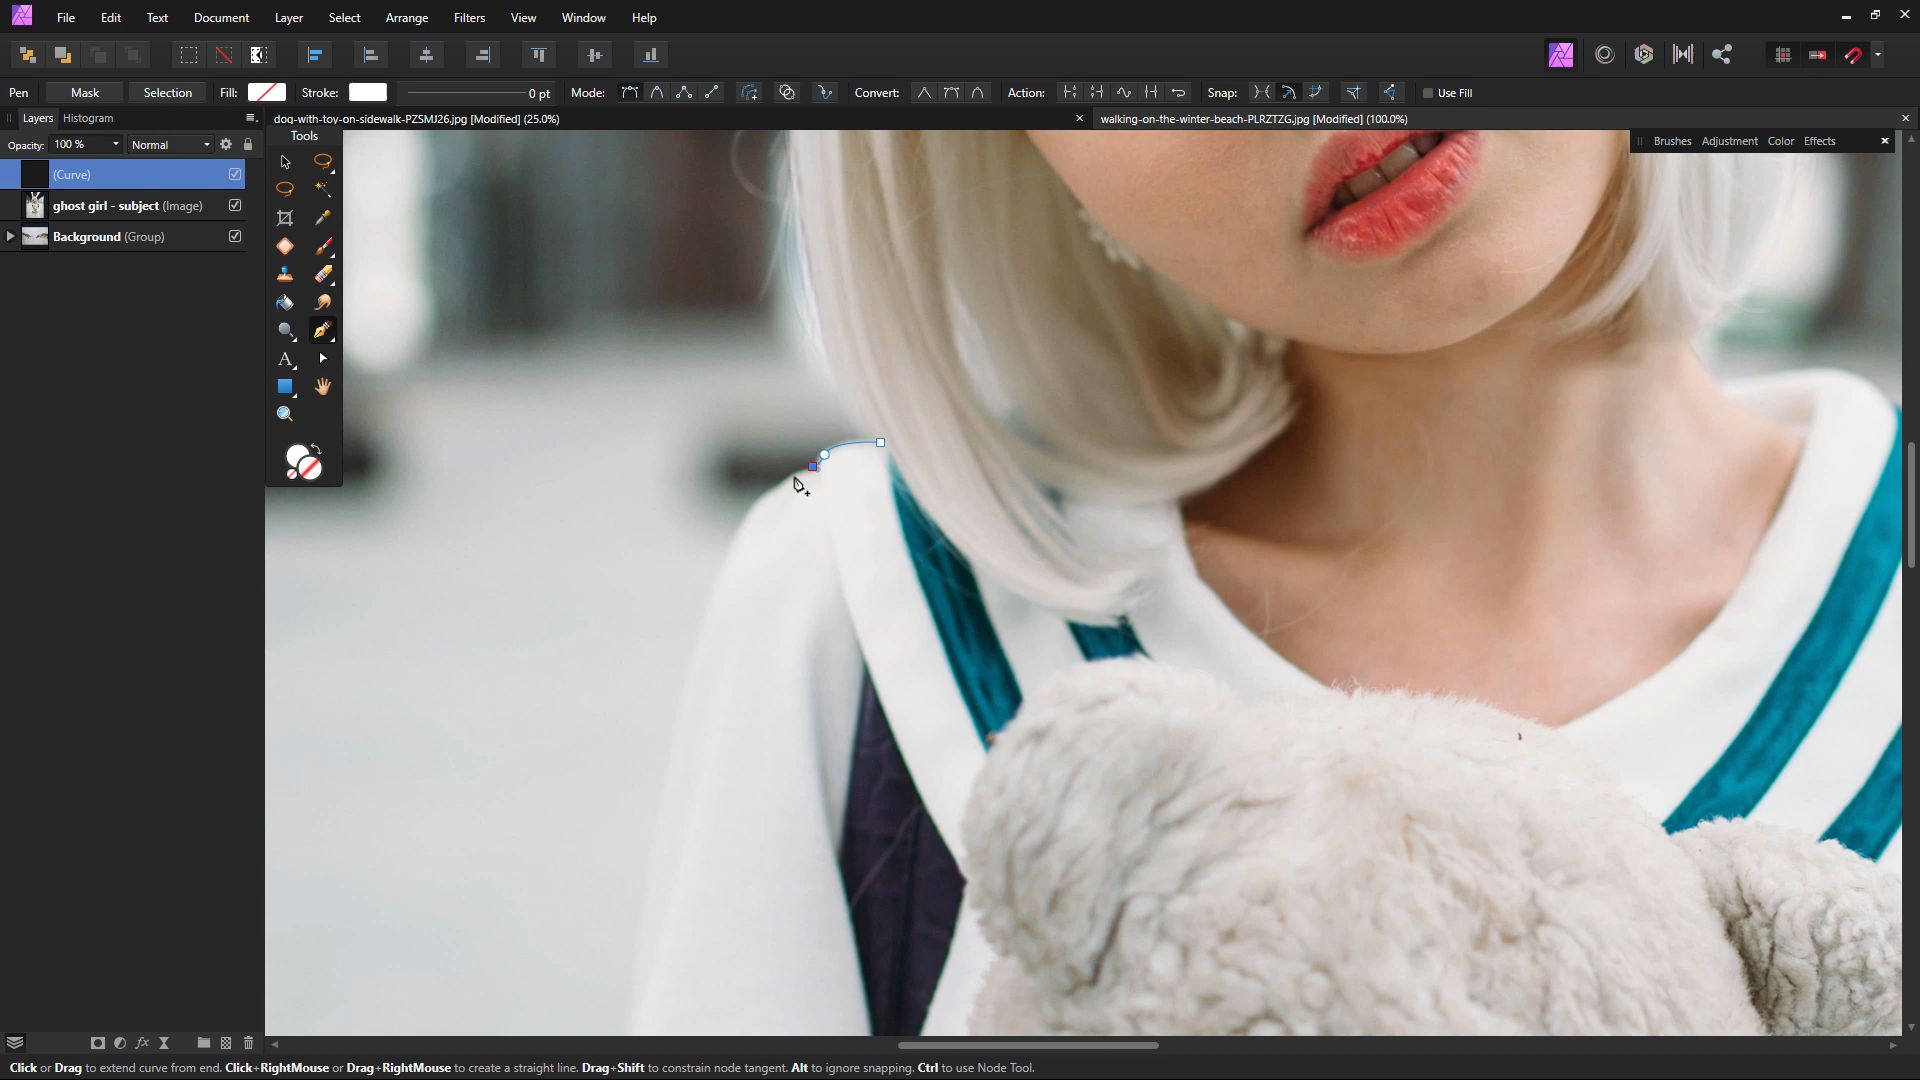 File Edit Text Document Layer Select Arrange Filters View Window Help
Pen Mask Selection Fill: Stroke: 0 pt Mode: Convert: Action: Snap: Use Fill
Layers Histogram
dog-with-toy-on-sidewalk-PZSMJ26.jpg [Modified] (25.0%)
walking-on-the-winter-beach-PLRZTZG.jpg [Modified] (100.0%)
Tools
Brushes Adjustment Color Effects
Opacity: 100 % Normal
(Curve)
ghost girl - subject (Image)
Background (Group)
Click or Drag to extend curve from end. Click+RightMouse or Drag+RightMouse to create a straight line. Drag+Shift to constrain node tangent. Alt to ignore snapping. Ctrl to use Node Tool.